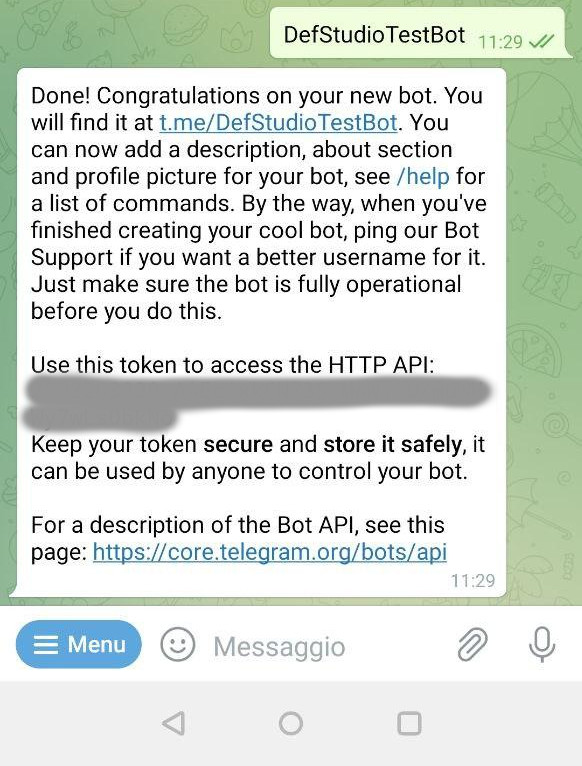 DefStudioTestBot 11:29
Done! Congratulations on your new bot. You
will find it at t.me/DefStudioTestBot. You
can now add a description, about section
and profile picture for your bot, see /help for
a list of commands. By the way, when you've
finished creating your cool bot, ping our Bot
Support if you want a better username for it.
Just make sure the bot is fully operational
before you do this.
Use this token to access the HTTP API:
Keep your token secure and store it safely, it
can be used by anyone to control your bot.
For a description of the Bot API, see this
page: https://core.telegram.org/bots/api
11:29
Menu Messaggio